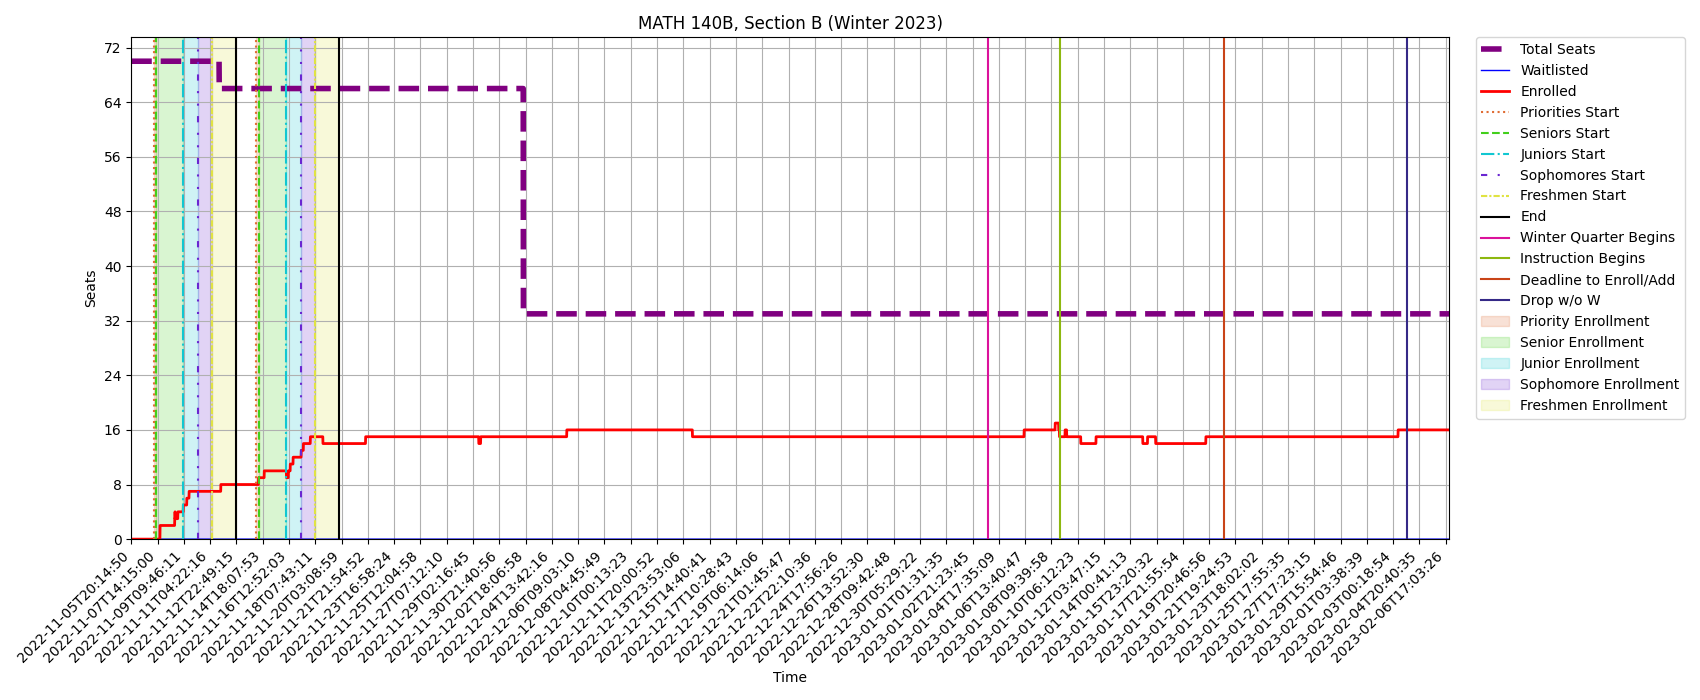 MATH 140B, Section B (Winter 2023)
Seats
72
64
56
48
40
32
24
16
8
0
2022-11-05T20:14:50
2022-11-07T14:15:00
2022-11-09T09:46:11
2022-11-11T04:22:16
2022-11-12T22:49:15
2022-11-14T18:07:53
2022-11-16T12:52:03
2022-11-18T07:43:11
2022-11-20T03:08:59
2022-11-21T21:54:52
2022-11-23T16:58:24
2022-11-25T12:04:58
2022-11-27T07:12:10
2022-11-29T02:16:45
2022-11-30T21:40:56
2022-12-02T18:06:58
2022-12-04T13:42:16
2022-12-06T09:03:10
2022-12-08T04:45:49
2022-12-10T00:13:23
2022-12-11T20:00:52
2022-12-13T23:53:06
2022-12-15T14:40:41
2022-12-17T10:28:43
2022-12-19T06:14:06
2022-12-21T01:45:47
2022-12-22T22:10:36
2022-12-24T17:56:26
2022-12-26T13:52:30
2022-12-28T09:42:48
2022-12-30T05:29:22
2023-01-01T01:31:35
2023-01-02T21:23:45
2023-01-04T17:35:09
2023-01-06T13:40:47
2023-01-08T09:39:58
2023-01-10T06:12:23
2023-01-12T03:47:15
2023-01-14T00:41:13
2023-01-15T23:20:32
2023-01-17T21:55:54
2023-01-19T20:46:56
2023-01-21T19:24:53
2023-01-23T18:02:02
2023-01-25T17:55:35
2023-01-27T17:23:15
2023-01-29T15:54:46
2023-02-01T03:38:39
2023-02-03T00:18:54
2023-02-04T20:40:35
2023-02-06T17:03:26
Time
Total Seats
Waitlisted
Enrolled
Priorities Start
Seniors Start
Juniors Start
Sophomores Start
Freshmen Start
End
Winter Quarter Begins
Instruction Begins
Deadline to Enroll/Add
Drop w/o W
Priority Enrollment
Senior Enrollment
Junior Enrollment
Sophomore Enrollment
Freshmen Enrollment